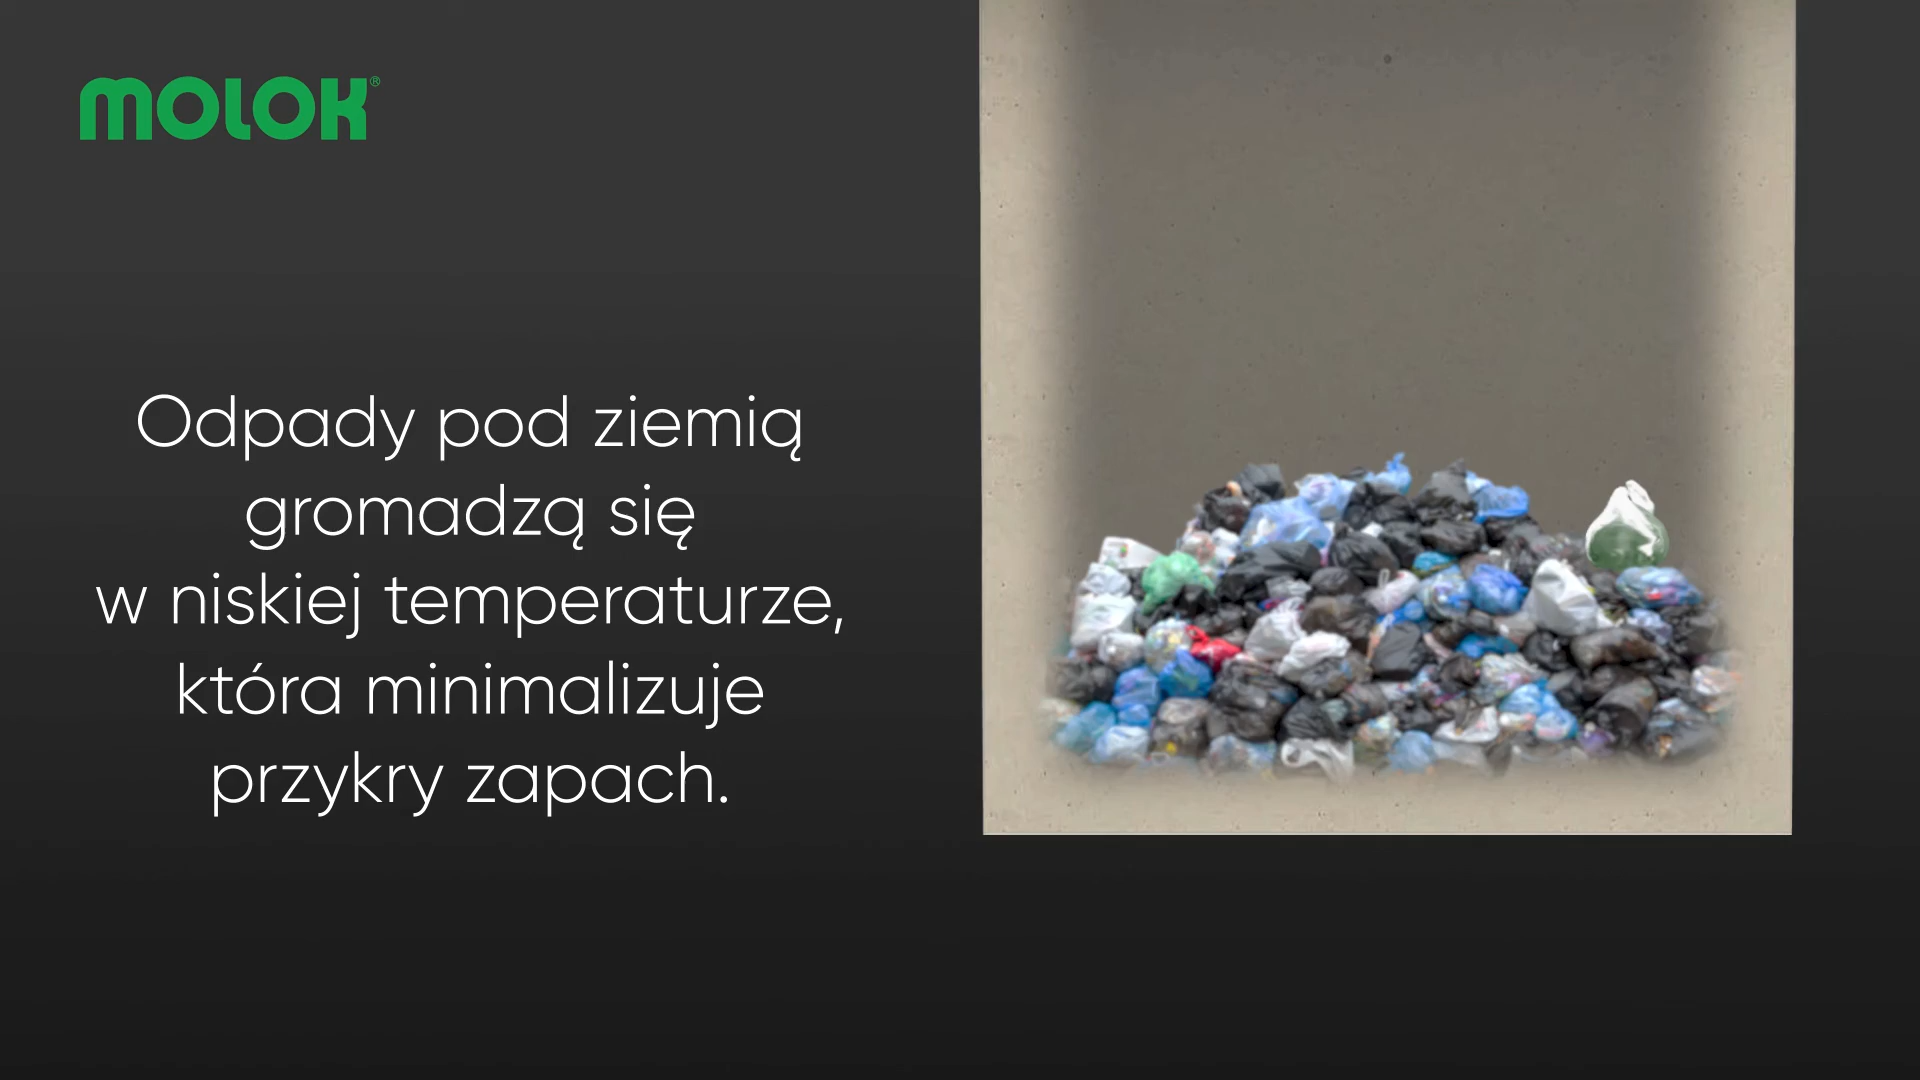 MOLOK®
Odpady pod ziemią
gromadzą się
w niskiej temperaturze,
która minimalizuje
przykry zapach.